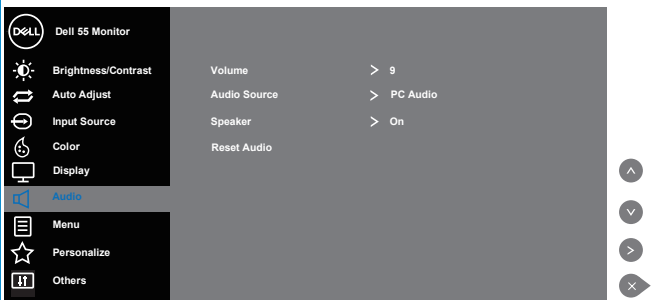 DELL Dell 55 Monitor
Brightness/Contrast Volume > 9
Auto Adjust Audio Source > PC Audio
Input Source Speaker > On
Color Reset Audio
Display
Audio
Menu
Personalize
Others